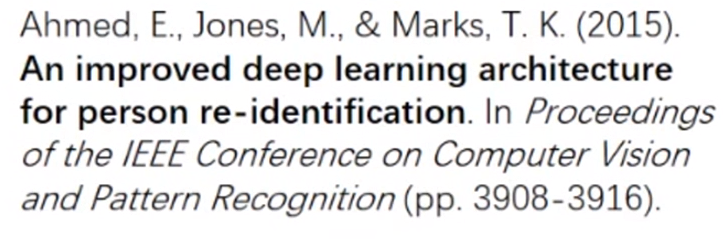 Ahmed, E., Jones, M., & Marks, T. K. (2015).
An improved deep learning architecture
for person re-identification. In Proceedings
of the IEEE Conference on Computer Vision
and Pattern Recognition (pp. 3908-3916).